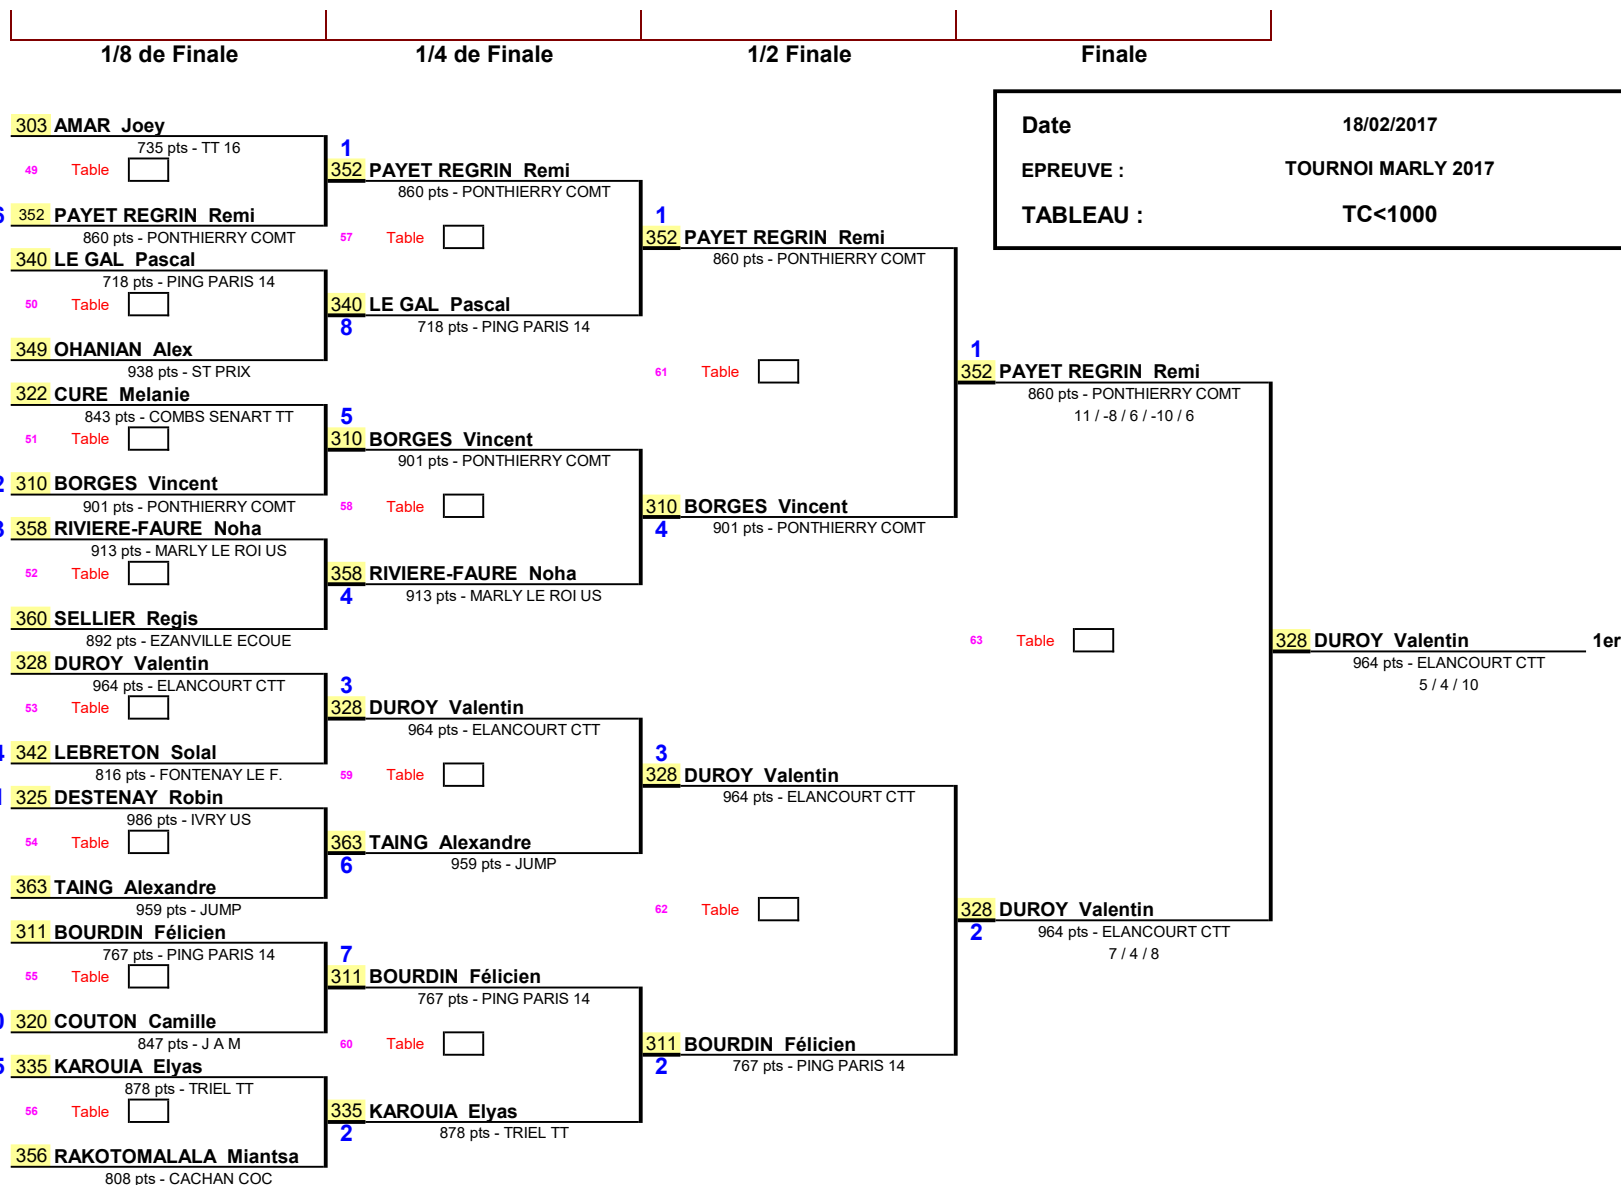 1/8 de Finale
1/4 de Finale
1/2 Finale
Finale
Date 18/02/2017
EPREUVE : TOURNOI MARLY 2017
TABLEAU : TC<1000
303 AMAR Joey
735 pts - TT 16
49 Table
352 PAYET REGRIN Remi
860 pts - PONTHIERRY COMT
340 LE GAL Pascal
718 pts - PING PARIS 14
50 Table
349 OHANIAN Alex
938 pts - ST PRIX
322 CURE Melanie
843 pts - COMBS SENART TT
51 Table
310 BORGES Vincent
901 pts - PONTHIERRY COMT
358 RIVIERE-FAURE Noha
913 pts - MARLY LE ROI US
52 Table
360 SELLIER Regis
892 pts - EZANVILLE ECOUE
328 DUROY Valentin
964 pts - ELANCOURT CTT
53 Table
342 LEBRETON Solal
816 pts - FONTENAY LE F.
325 DESTENAY Robin
986 pts - IVRY US
54 Table
363 TAING Alexandre
959 pts - JUMP
311 BOURDIN Félicien
767 pts - PING PARIS 14
55 Table
320 COUTON Camille
847 pts - J A M
335 KAROUIA Elyas
878 pts - TRIEL TT
56 Table
356 RAKOTOMALALA Miantsa
808 pts - CACHAN COC
1
352 PAYET REGRIN Remi
860 pts - PONTHIERRY COMT
57 Table
340 LE GAL Pascal
8
718 pts - PING PARIS 14
5
310 BORGES Vincent
901 pts - PONTHIERRY COMT
58 Table
358 RIVIERE-FAURE Noha
4
913 pts - MARLY LE ROI US
3
328 DUROY Valentin
964 pts - ELANCOURT CTT
59 Table
363 TAING Alexandre
6
959 pts - JUMP
7
311 BOURDIN Félicien
767 pts - PING PARIS 14
60 Table
335 KAROUIA Elyas
2
878 pts - TRIEL TT
1
352 PAYET REGRIN Remi
860 pts - PONTHIERRY COMT
61 Table
310 BORGES Vincent
4
901 pts - PONTHIERRY COMT
3
328 DUROY Valentin
964 pts - ELANCOURT CTT
62 Table
311 BOURDIN Félicien
2
767 pts - PING PARIS 14
1
352 PAYET REGRIN Remi
860 pts - PONTHIERRY COMT
11 / -8 / 6 / -10 / 6
63 Table
328 DUROY Valentin
2
964 pts - ELANCOURT CTT
7 / 4 / 8
328 DUROY Valentin 1er
964 pts - ELANCOURT CTT
5 / 4 / 10